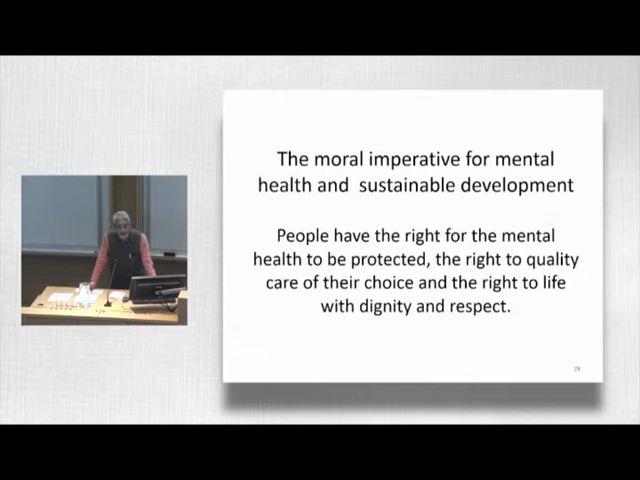 The moral imperative for mental
health and sustainable development
People have the right for the mental
health to be protected, the right to quality
care of their choice and the right to life
with dignity and respect.